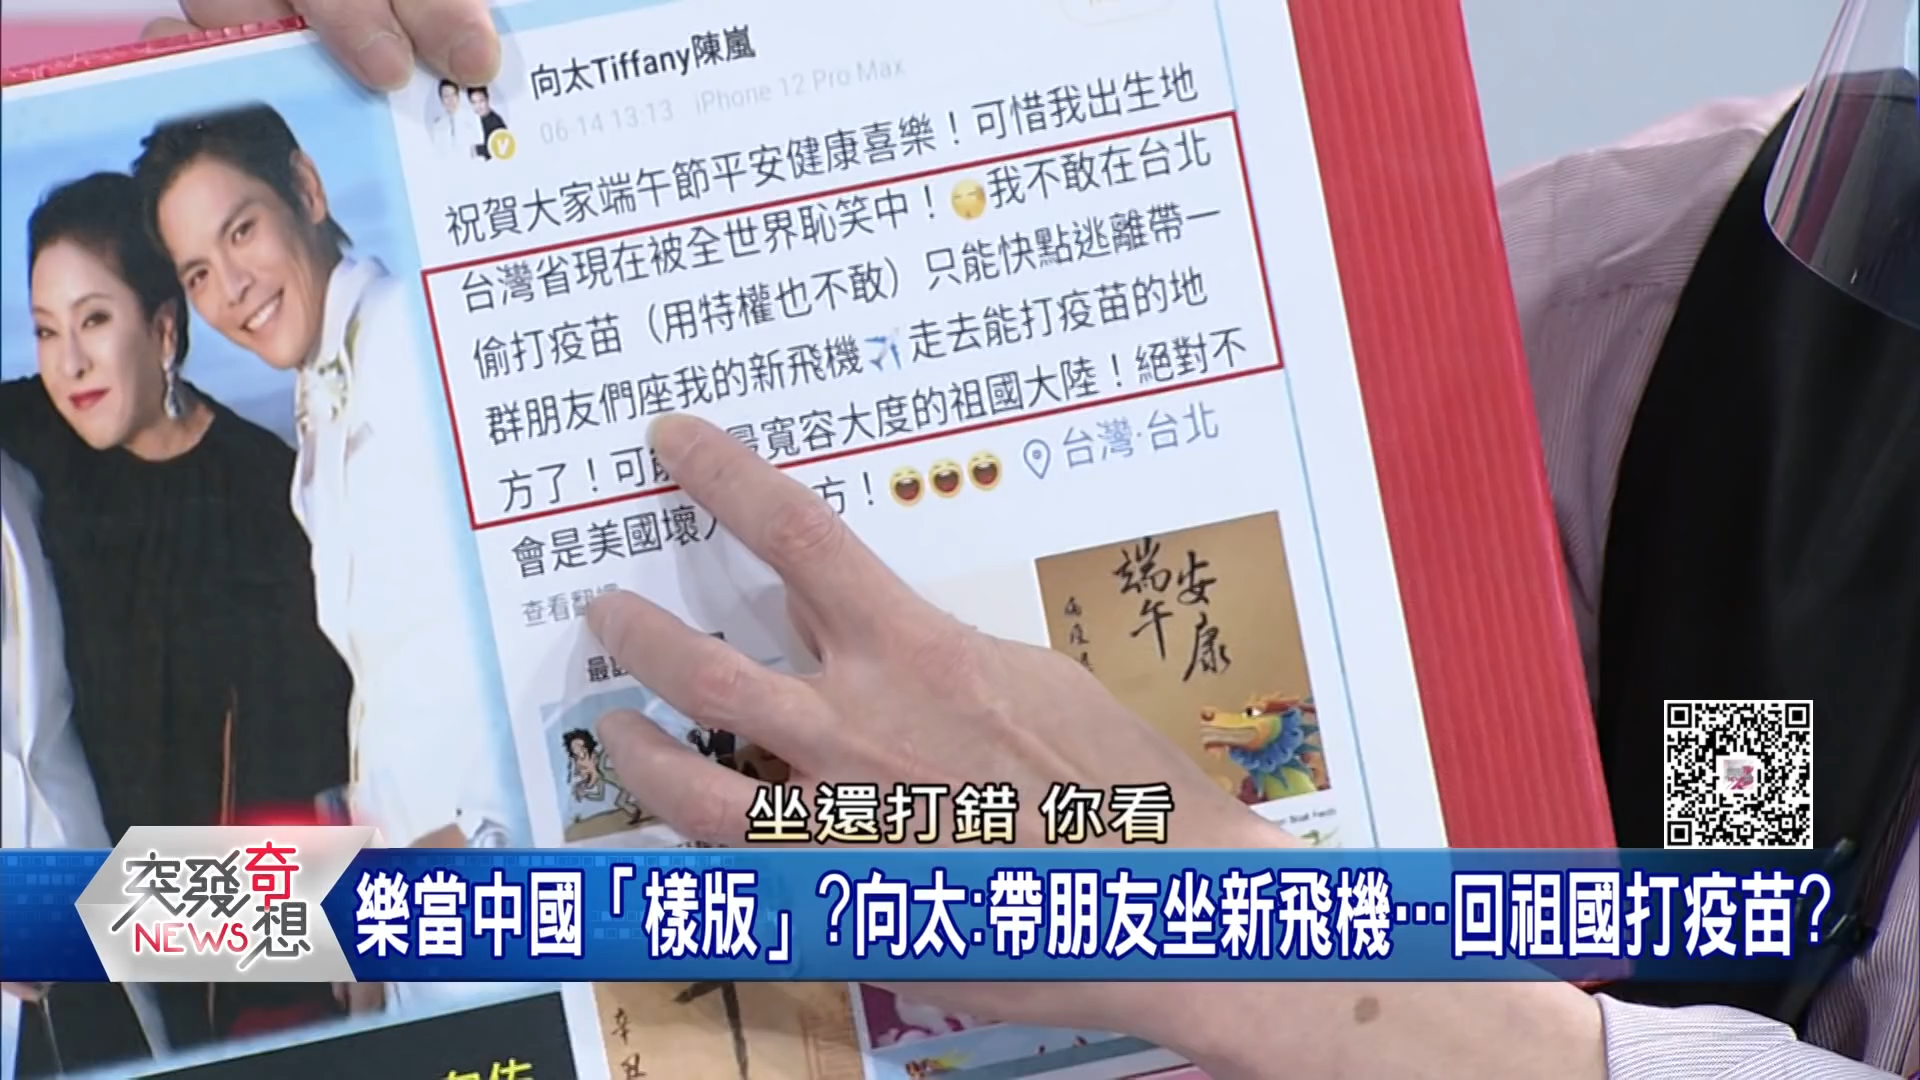 向太Tiffany陳嵐
06-14 13:13 iPhone 12 Pro Max
祝賀大家端午節平安健康喜樂！可惜我出生地
台灣省現在被全世界恥笑中！我不敢在台北
偷打疫苗（用特權也不敢）只能快點逃離帶一
群朋友們座我的新飛機走去能打疫苗的地
方了！可 寬容大度的祖國大陸！絕對不
會是美國壞 方！台灣·台北
查看翻
最
端午
安康
坐還打錯 你看
突發奇想
NEWS
樂當中國「樣版」?向太:帶朋友坐新飛機…回祖國打疫苗?